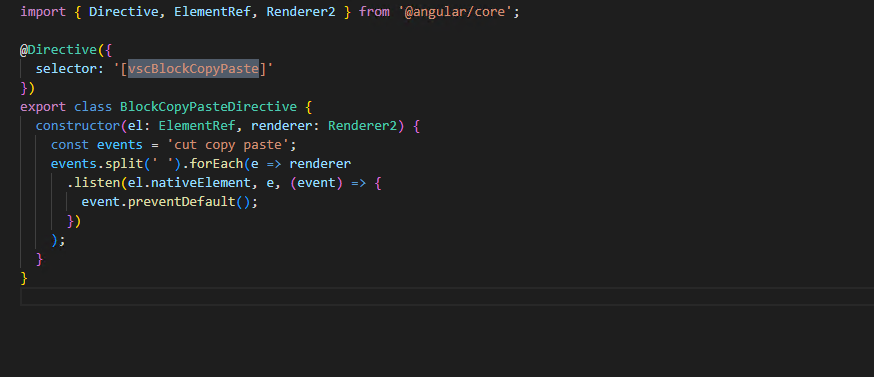 import { Directive, ElementRef, Renderer2 } from '@angular/core';
@Directive({
selector: '[vscBlockCopyPaste]'
})
export class BlockCopyPasteDirective {
constructor(el: ElementRef, renderer: Renderer2) {
const events = 'cut copy paste';
events.split(' ').forEach(e => renderer
.listen(el.nativeElement, e, (event) => {
event.preventDefault();
})
);
}
}